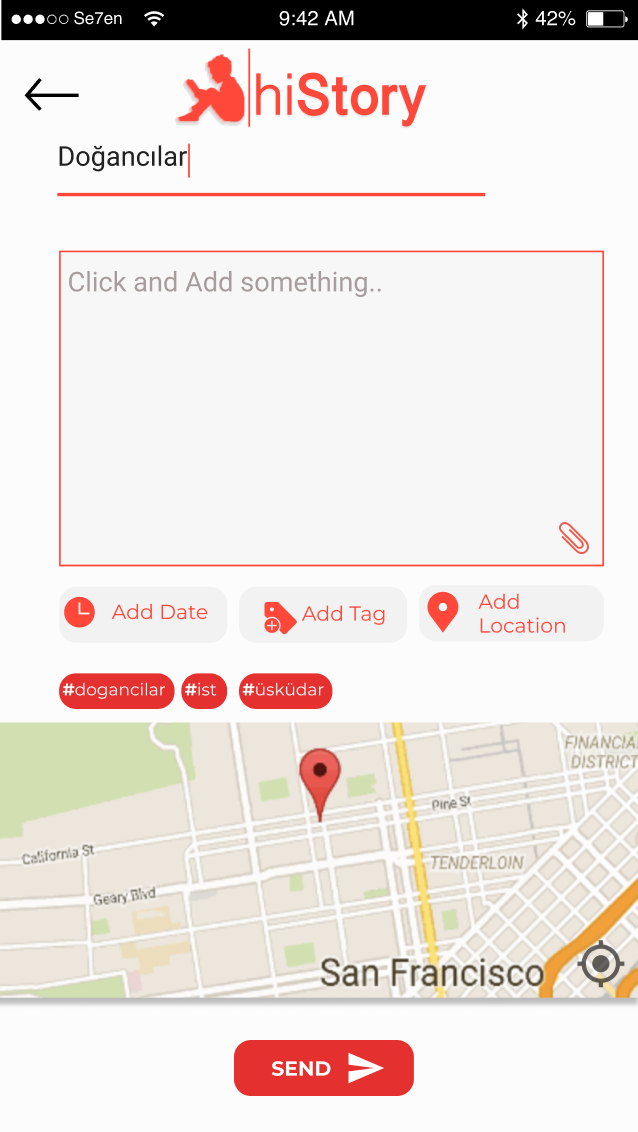 Se7en 9:42 AM 42%
hiStory
Doğancılar
Click and Add something..
Add Date
Add Tag
Add
Location
#dogancilar #ist #üsküdar
FINANCIA
DISTRICT
Pine St
California St
TENDERLOIN
Geary Blvd
San Francisco
SEND